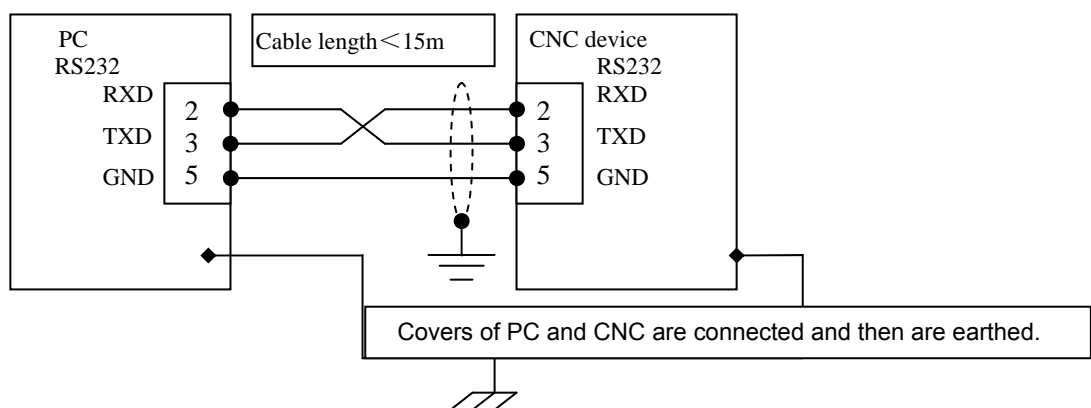 PC
RS232
RXD
2
TXD
3
GND
5
Cable length＜15m
CNC device
RS232
2
RXD
3
TXD
5
GND
Covers of PC and CNC are connected and then are earthed.